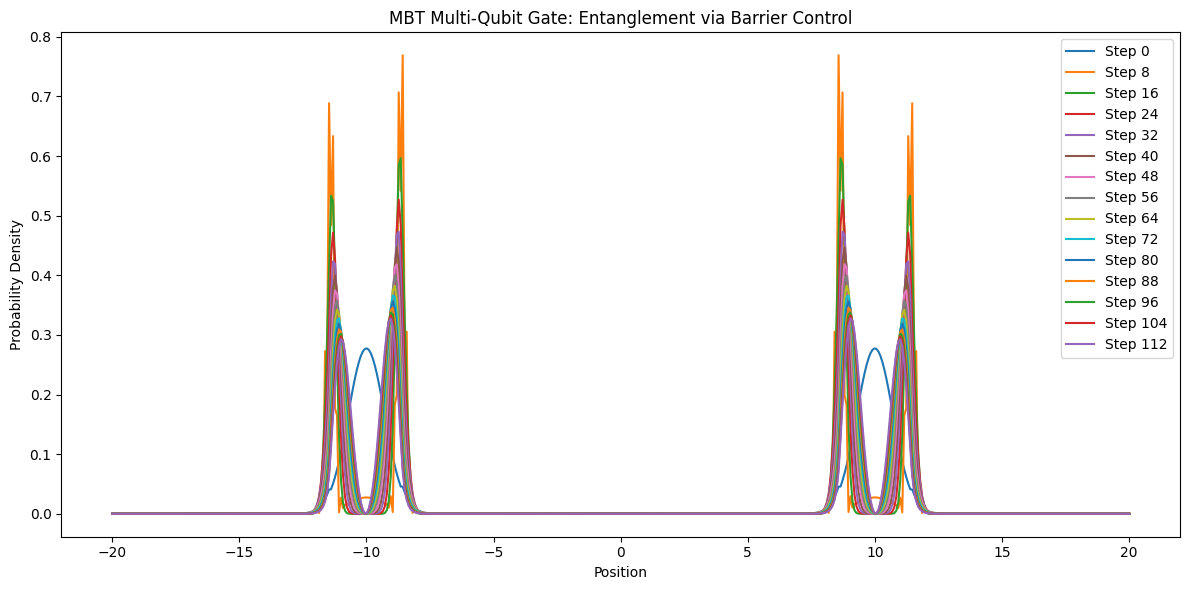 MBT Multi-Qubit Gate: Entanglement via Barrier Control
0.8
0.7
0.6
0.5
0.4
0.3
0.2
0.1
0.0
Probability Density
−20
−15
−10
−5
0
5
10
15
20
Position
Step 0
Step 8
Step 16
Step 24
Step 32
Step 40
Step 48
Step 56
Step 64
Step 72
Step 80
Step 88
Step 96
Step 104
Step 112